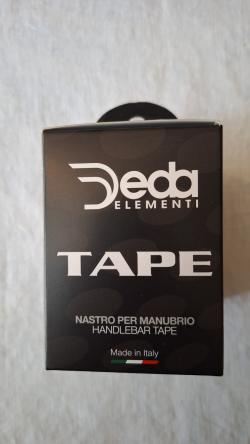 Deda
ELEMENTI
TAPE
NASTRO PER MANUBRIO
HANDLEBAR TAPE
Made in Italy